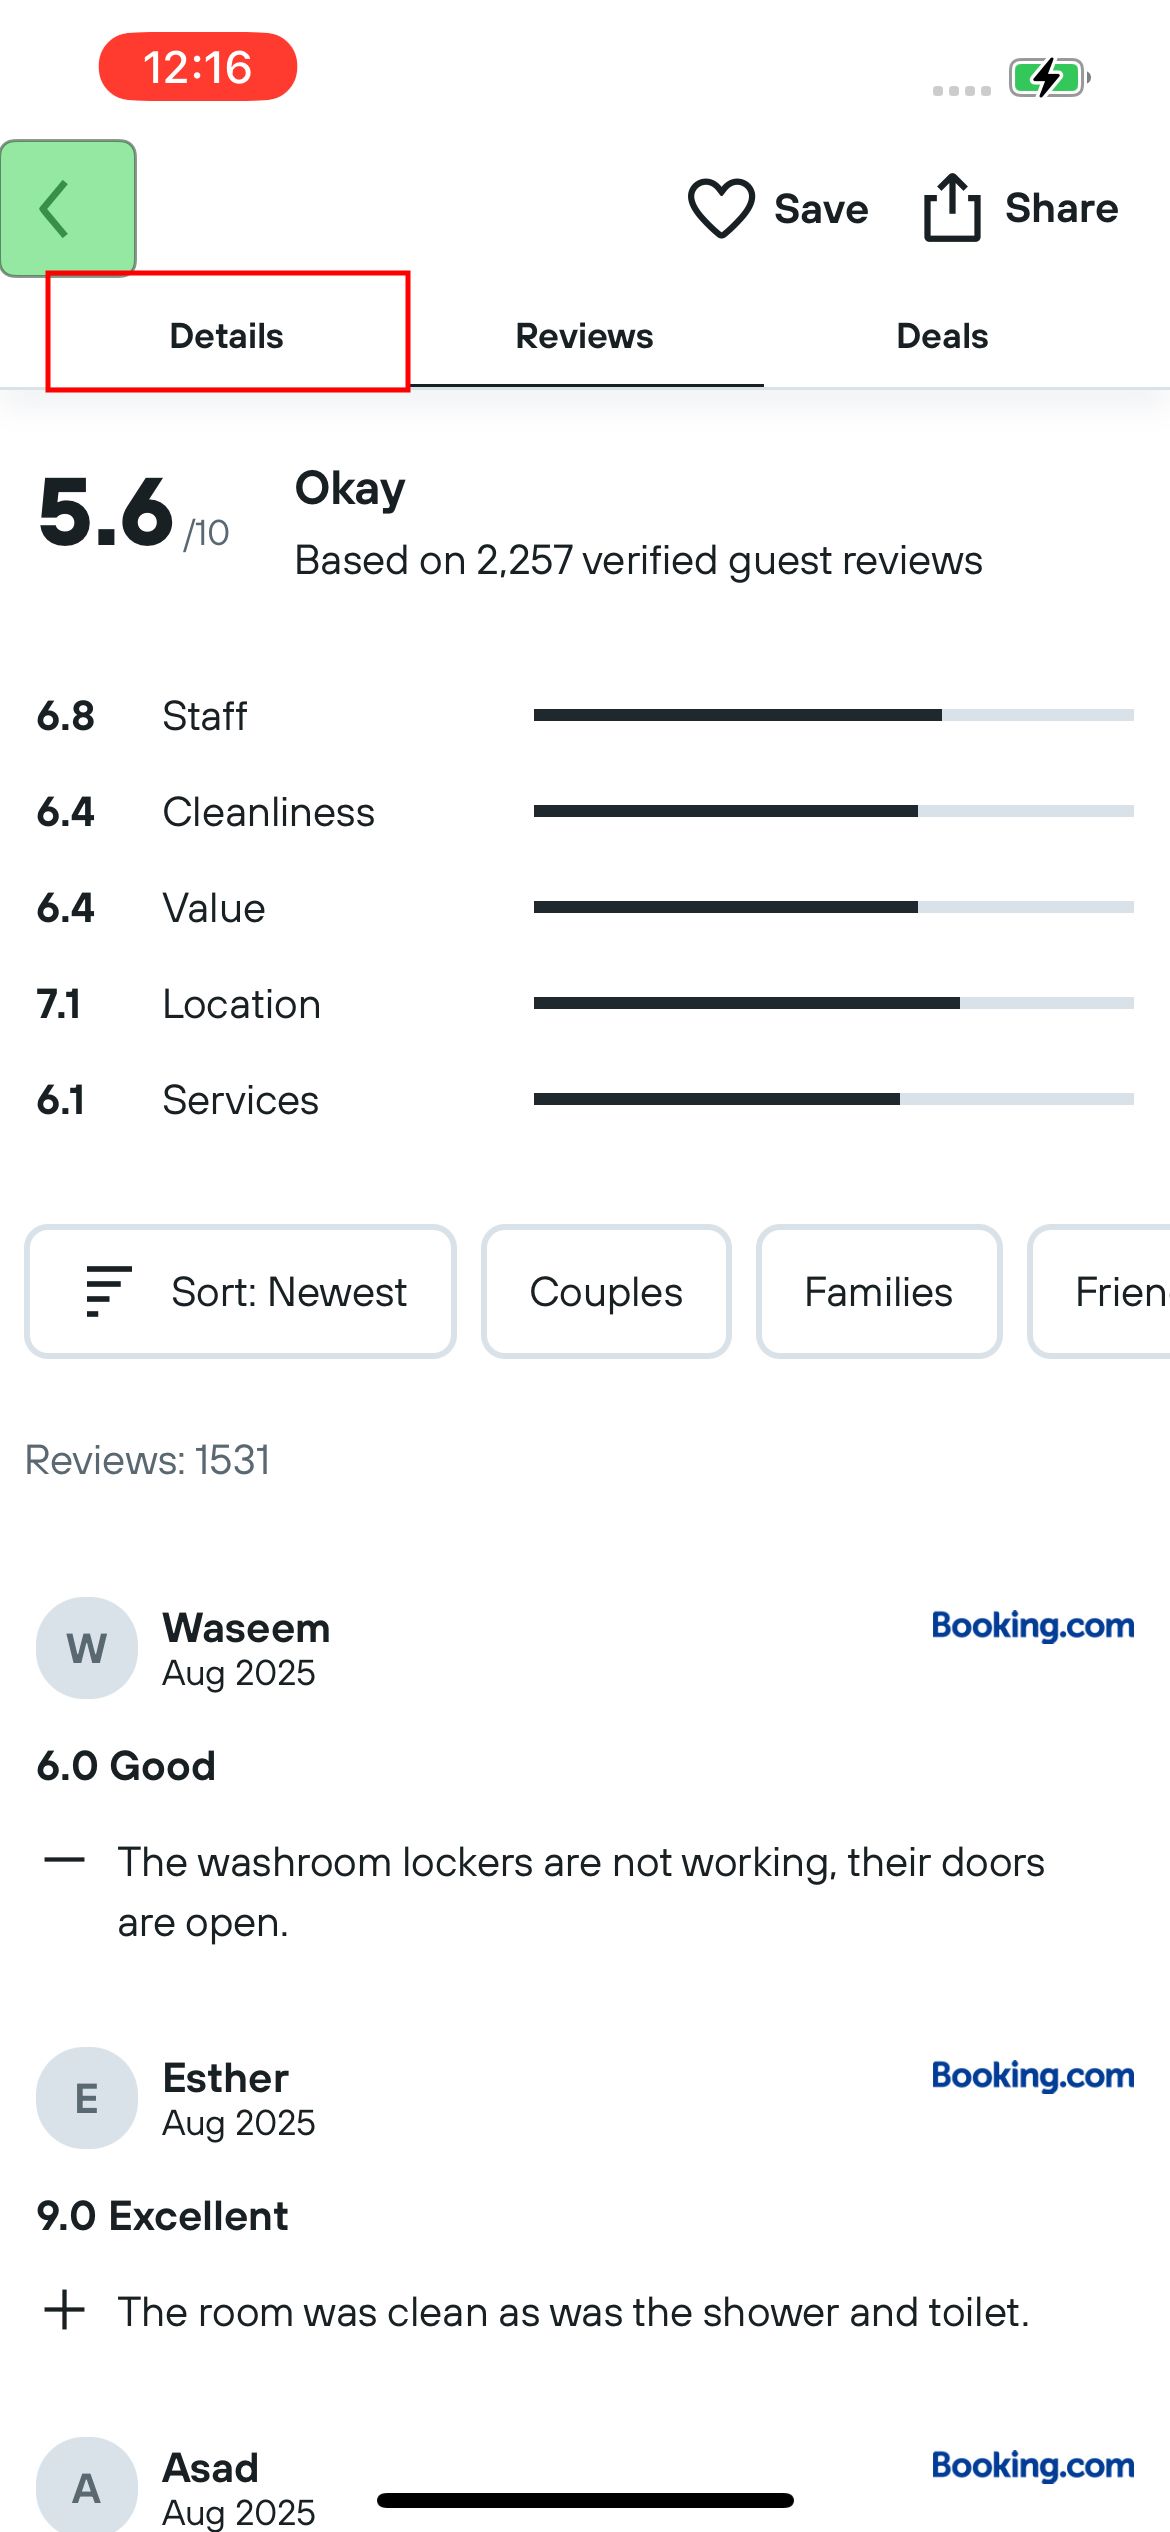 12:16
Save
Share
Details
Reviews
Deals
5.6 /10
Okay
Based on 2,257 verified guest reviews
6.8 Staff
6.4 Cleanliness
6.4 Value
7.1 Location
6.1 Services
Sort: Newest
Couples
Families
Frien
Reviews: 1531
W
Waseem
Aug 2025
Booking.com
6.0 Good
The washroom lockers are not working, their doors
are open.
E
Esther
Aug 2025
Booking.com
9.0 Excellent
The room was clean as was the shower and toilet.
A
Asad
Aug 2025
Booking.com